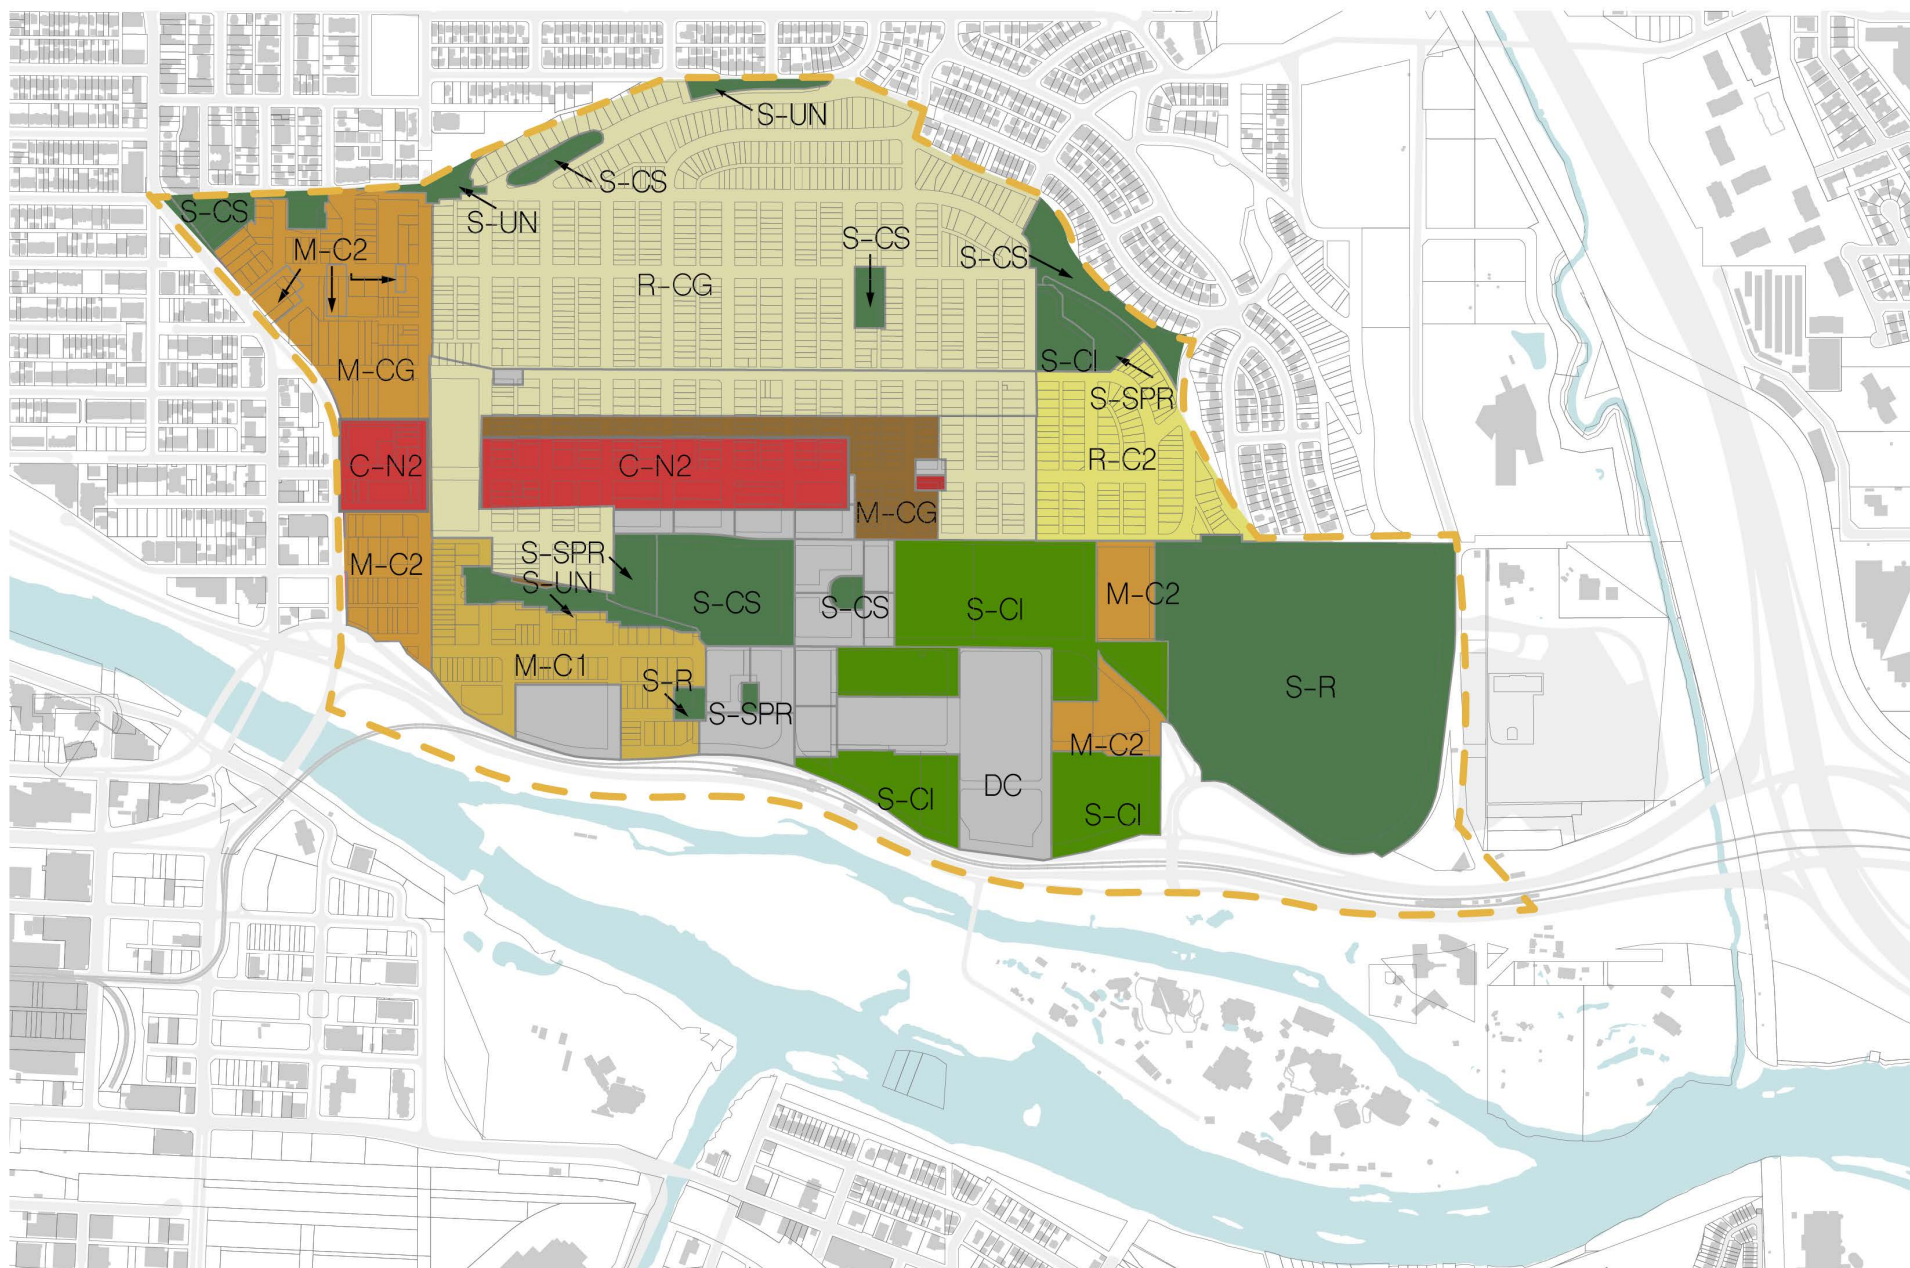 S-UN
S-CS
S-CS
S-UN
M-C2
S-CS
S-CS
R-CG
S-CI
M-CG
S-SPR
C-N2
C-N2
R-C2
M-CG
S-SPR
M-C2
S-UN
S-CS
S-CS
S-CI
M-C2
M-C1
S-R
S-R
S-SPR
M-C2
DC
S-CI
S-CI